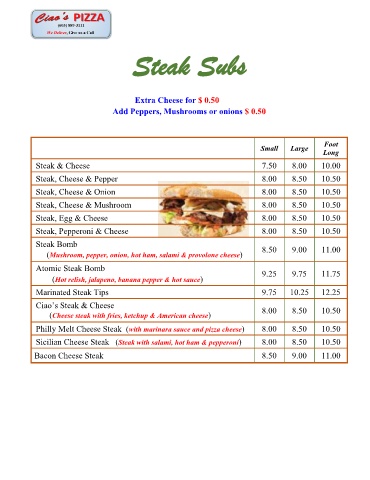 Ciao's PIZZA
We Deliver, Give us a Call
Steak Subs
Extra Cheese for $ 0.50
Add Peppers, Mushrooms or onions $ 0.50
Small Large Foot Long
Steak & Cheese 7.50 8.00 10.00
Steak, Cheese & Pepper 8.00 8.50 10.50
Steak, Cheese & Onion 8.00 8.50 10.50
Steak, Cheese & Mushroom 8.00 8.50 10.50
Steak, Egg & Cheese 8.00 8.50 10.50
Steak, Pepperoni & Cheese 8.00 8.50 10.50
Steak Bomb
(Mushroom, pepper, onion, hot ham, salami & provolone cheese) 8.50 9.00 11.00
Atomic Steak Bomb
(Hot relish, jalapeno, banana pepper & hot sauce) 9.25 9.75 11.75
Marinated Steak Tips 9.75 10.25 12.25
Ciao's Steak & Cheese
(Cheese steak with fries, ketchup & American cheese) 8.00 8.50 10.50
Philly Melt Cheese Steak (with marinara sauce and pizza cheese) 8.00 8.50 10.50
Sicilian Cheese Steak (Steak with salami, hot ham & pepperoni) 8.00 8.50 10.50
Bacon Cheese Steak 8.50 9.00 11.00